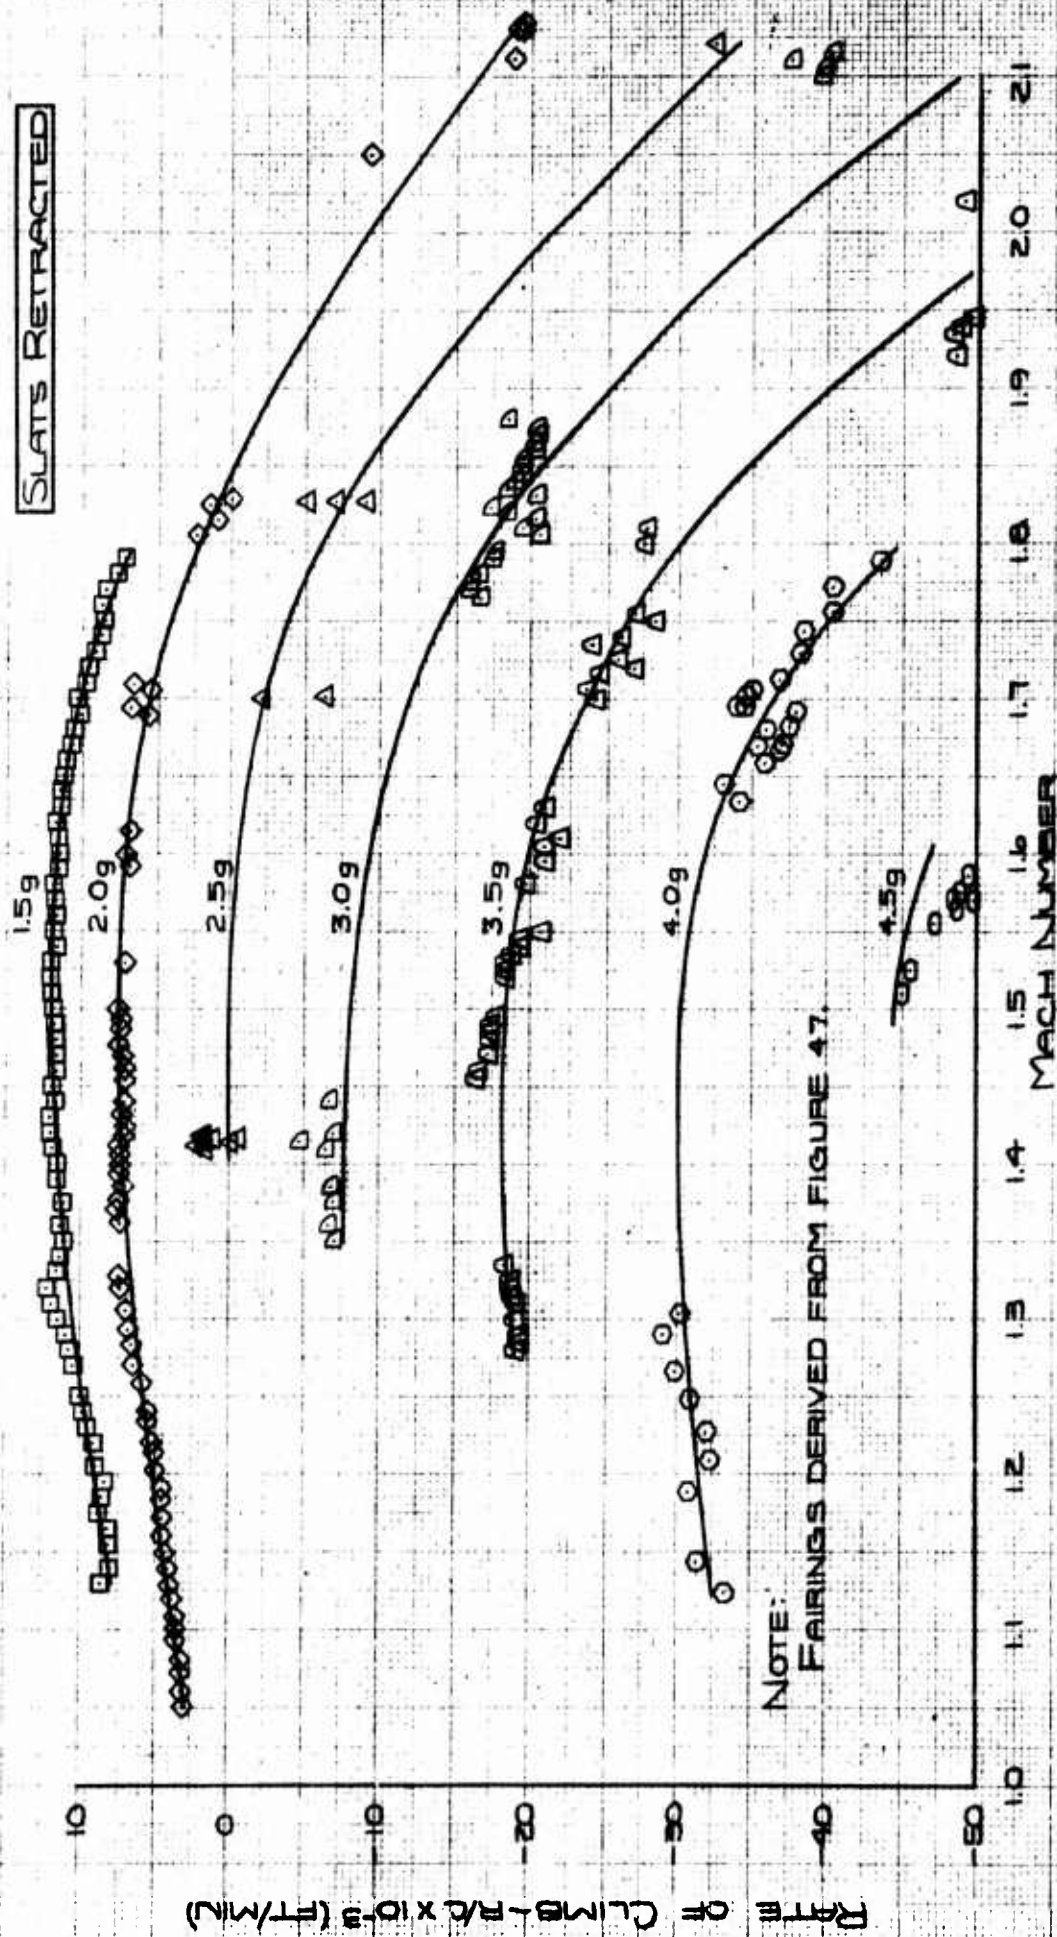 SLATS RETRACTED
1.5g
2.0g
2.5g
3.0g
3.5g
4.0g
4.5g
NOTE:
FAIRINGS DERIVED FROM FIGURE 47.
RATE OF CLIMB ~ R/C X 10⁻³ (FT/MIN)
10
0
-10
-20
-30
-40
-50
1.0
1.1
1.2
1.3
1.4
1.5
1.6
1.7
1.8
1.9
2.0
2.1
MACH NUMBER